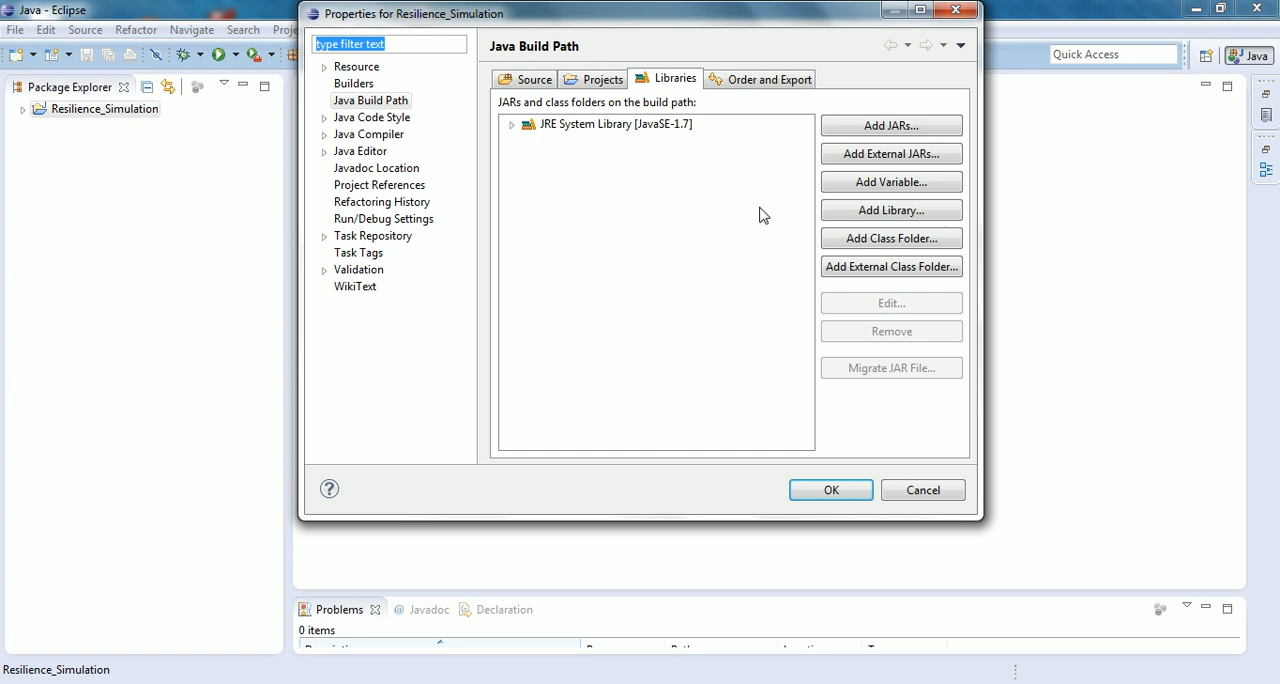 Java - Eclipse
File Edit Source Refactor Navigate Search Proje
Quick Access
Java
Package Explorer
Resilience_Simulation
Properties for Resilience_Simulation
type filter text
Resource
Builders
Java Build Path
Java Code Style
Java Compiler
Java Editor
Javadoc Location
Project References
Refactoring History
Run/Debug Settings
Task Repository
Task Tags
Validation
WikiText
Java Build Path
Source Projects Libraries Order and Export
JARs and class folders on the build path:
JRE System Library [JavaSE-1.7]
Add JARs...
Add External JARs...
Add Variable...
Add Library...
Add Class Folder...
Add External Class Folder...
Edit...
Remove
Migrate JAR File...
?
OK Cancel
Problems @ Javadoc Declaration
0 items
Resilience_Simulation